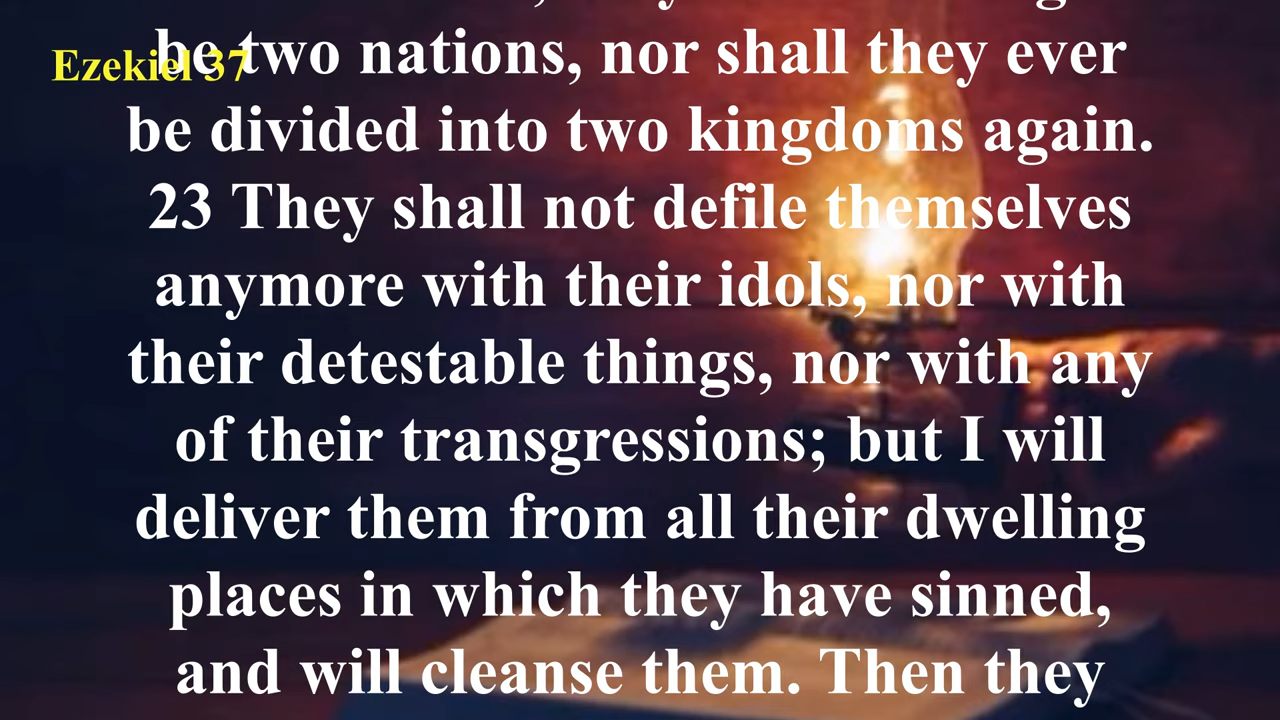 Ezekiel 37
be two nations, nor shall they ever
be divided into two kingdoms again.
23 They shall not defile themselves
anymore with their idols, nor with
their detestable things, nor with any
of their transgressions; but I will
deliver them from all their dwelling
places in which they have sinned,
and will cleanse them. Then they